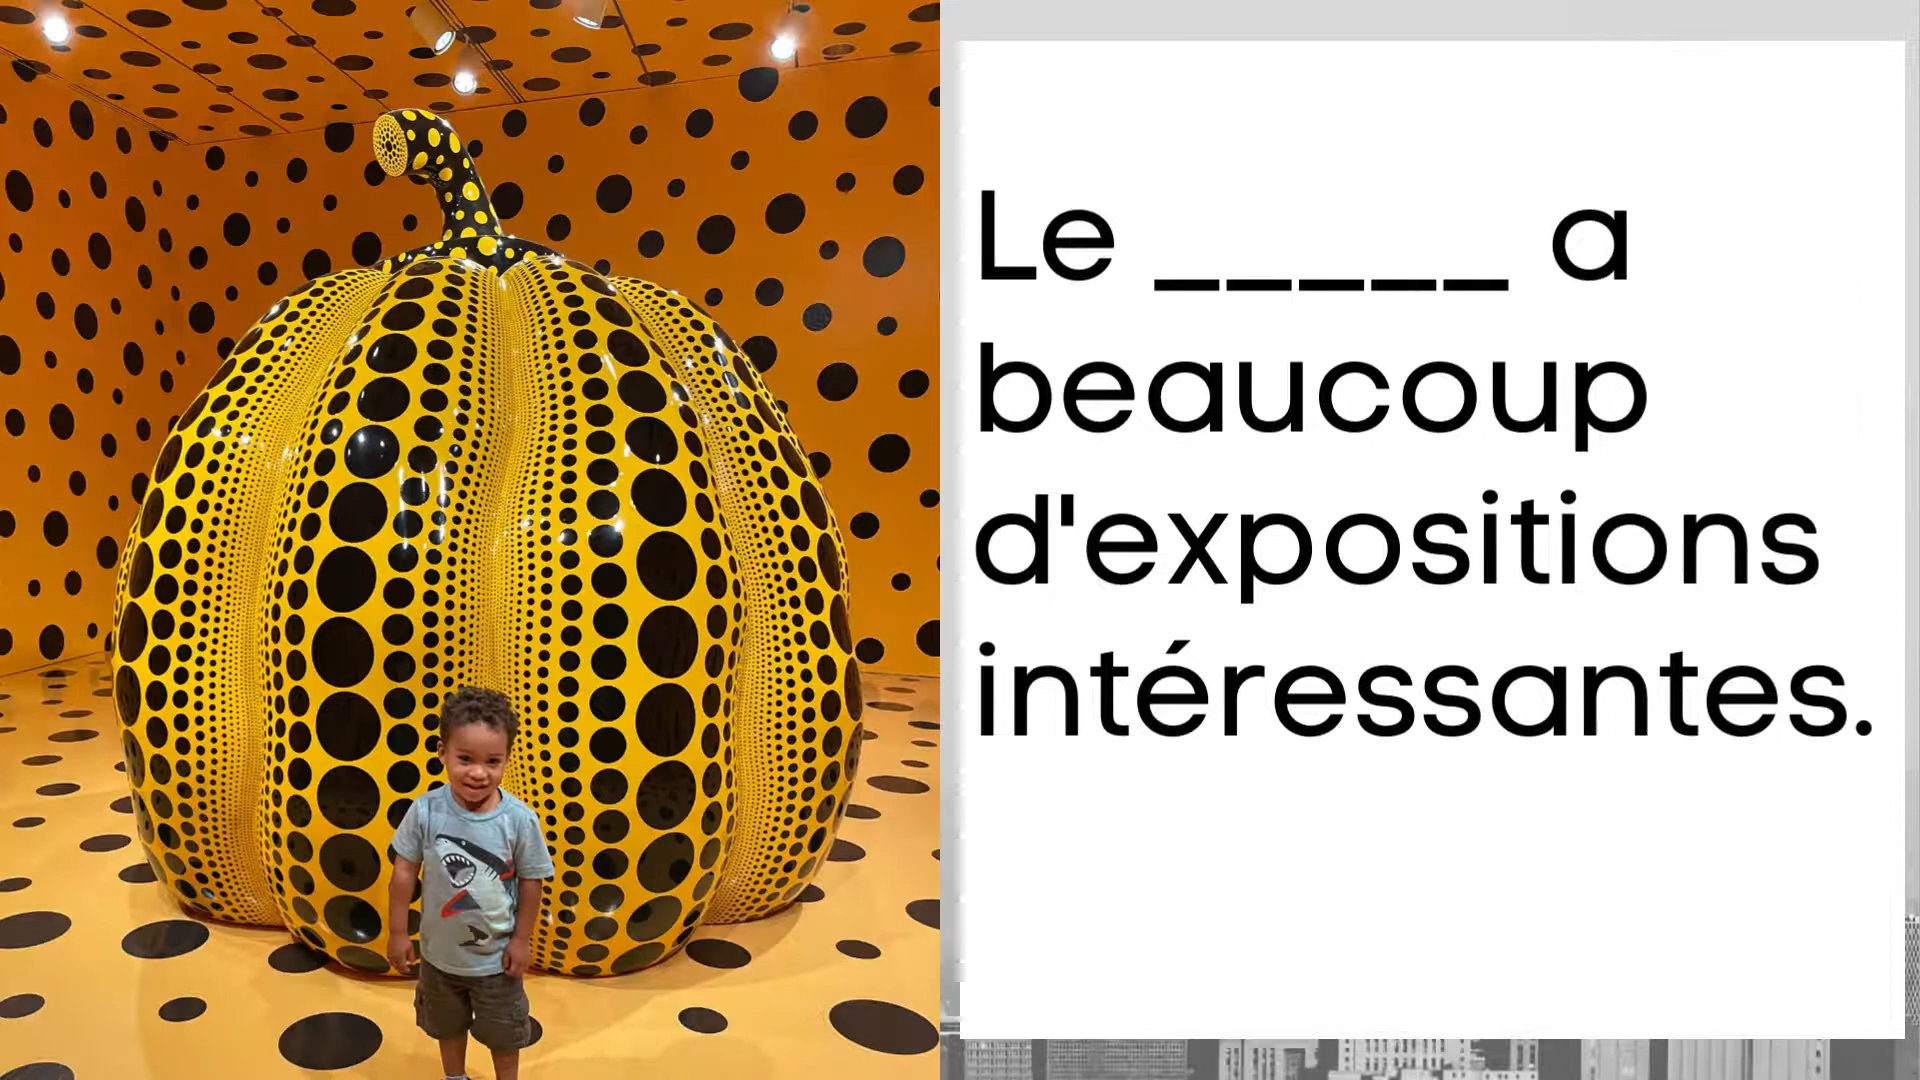 Le _____ a
beaucoup
d'expositions
intéressantes.